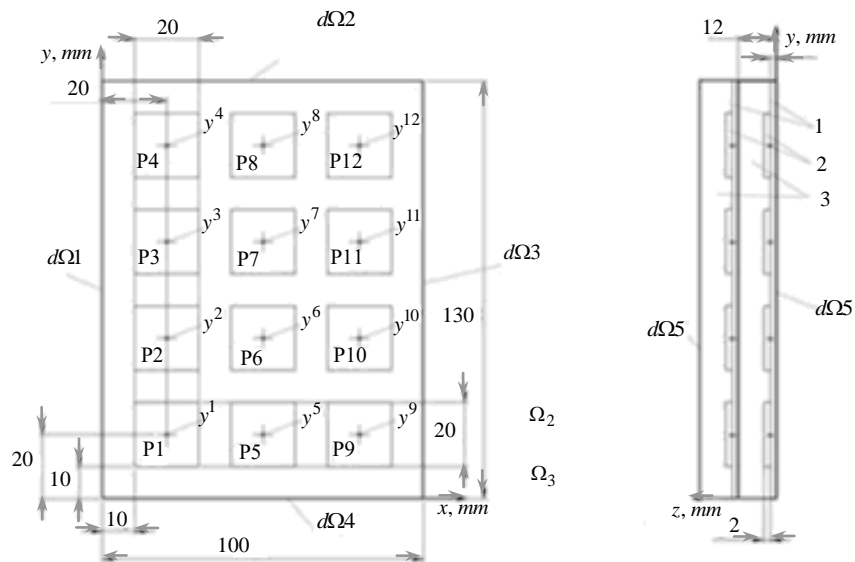 20
dΩ2
12
y, mm
y, mm
20
y⁴
y⁸
y¹²
1
P4
P8
P12
2
3
y³
y⁷
y¹¹
dΩ1
P3
P7
P11
dΩ3
y²
y⁶
y¹⁰
130
dΩ5
P2
P6
P10
dΩ5
y¹
y⁵
y⁹
Ω₂
20
P1
P5
P9
20
10
Ω₃
10
dΩ4
x, mm
z, mm
2
100